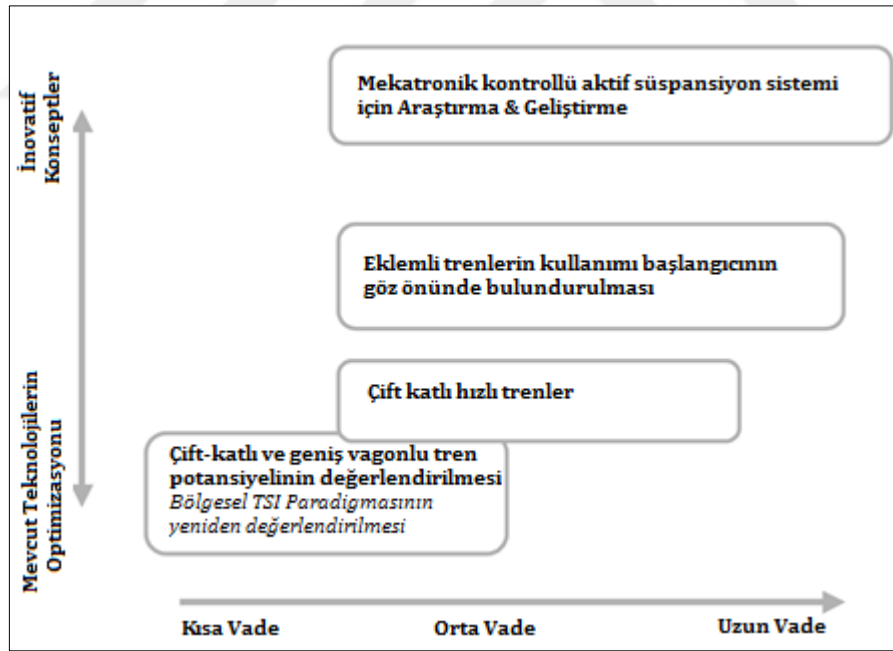 İnovatif
Konseptler
Mekatronik kontrollü aktif süspansiyon sistemi
için Araştırma & Geliştirme
Eklemli trenlerin kullanımı başlangıcının
göz önünde bulundurulması
Çift katlı hızlı trenler
Mevcut Teknolojilerin
Optimizasyonu
Çift-katlı ve geniş vagonlu tren
potansiyelinin değerlendirilmesi
Bölgesel TSI Paradigmasının
yeniden değerlendirilmesi
Kısa Vade
Orta Vade
Uzun Vade